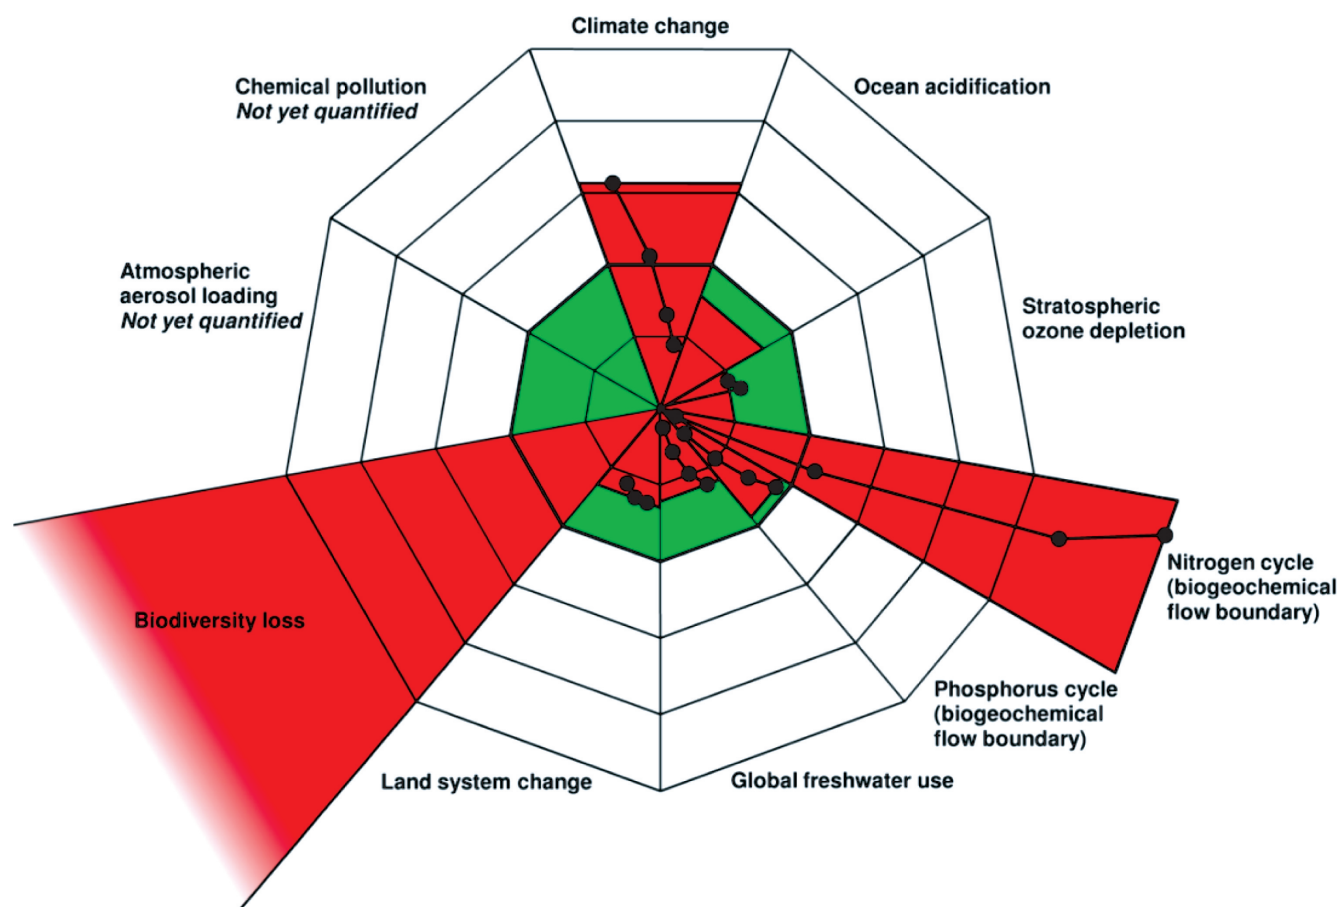 Climate change
Chemical pollution
Not yet quantified
Ocean acidification
Atmospheric
aerosol loading
Not yet quantified
Stratospheric
ozone depletion
Nitrogen cycle
(biogeochemical
flow boundary)
Biodiversity loss
Phosphorus cycle
(biogeochemical
flow boundary)
Land system change
Global freshwater use